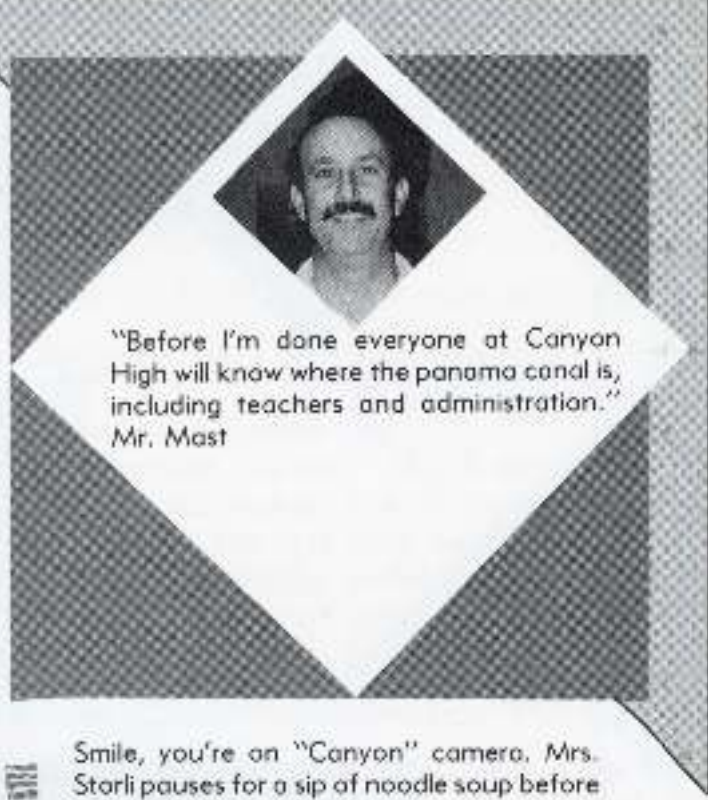 "Before I'm done everyone at Canyon
High will know where the panama canal is,
including teachers and administration."
Mr. Mast
Smile, you're on "Canyon" camera. Mrs.
Starli pauses for a sip of noodle soup before